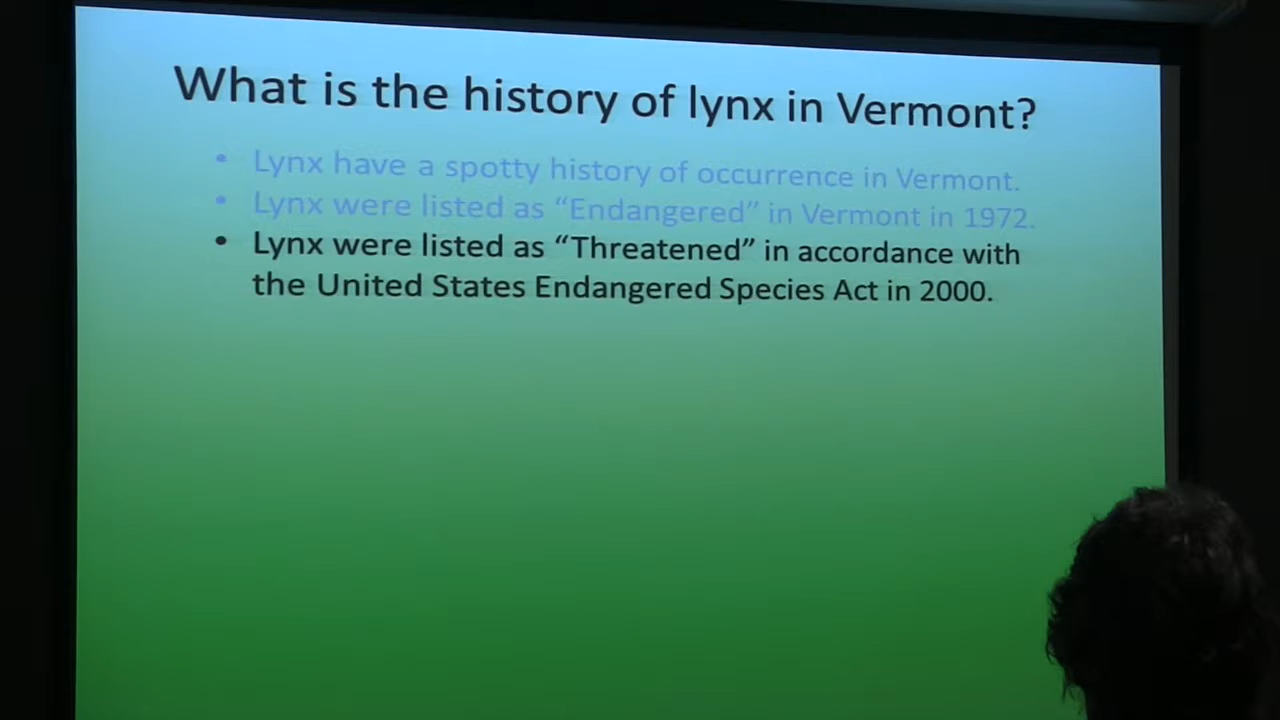 What is the history of lynx in Vermont?
• Lynx have a spotty history of occurrence in Vermont.
• Lynx were listed as “Endangered” in Vermont in 1972.
• Lynx were listed as “Threatened” in accordance with
the United States Endangered Species Act in 2000.